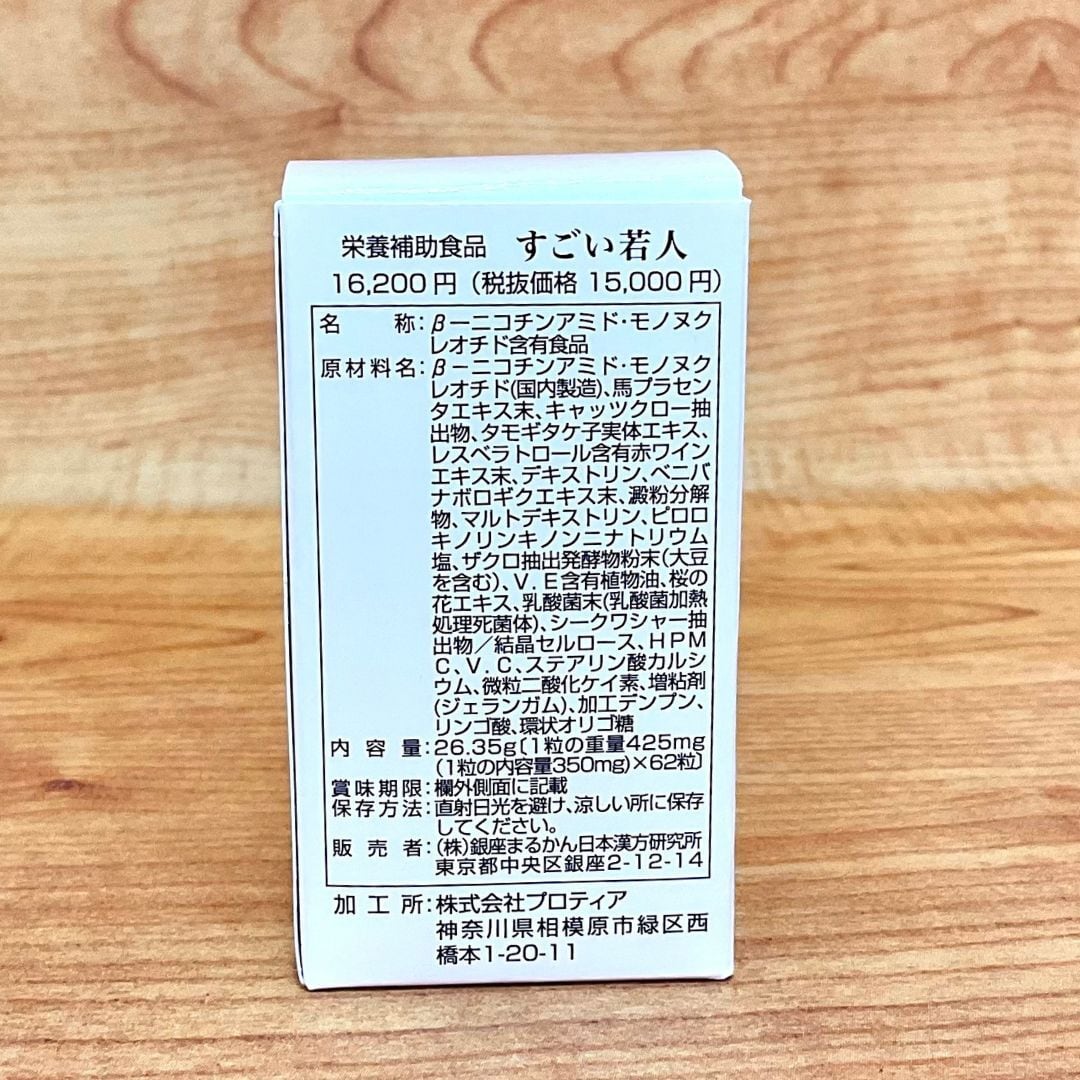 栄養補助食品 すごい若人
16,200円（税抜価格 15,000円）
名称：β－ニコチンアミド・モノヌク
レオチド含有食品
原材料名：β－ニコチンアミド・モノヌク
レオチド(国内製造)、馬プラセン
タエキス末、キャッツクロー抽
出物、タモギタケ子実体エキス、
レスベラトロール含有赤ワイン
エキス末、デキストリン、ベニバ
ナボロギクエキス末、澱粉分解
物、マルトデキストリン、ピロロ
キノリンキノンニナトリウム
塩、ザクロ抽出発酵物粉末(大豆
を含む)、V.E含有植物油、桜の
花エキス、乳酸菌末(乳酸菌加熱
処理死菌体)、シークワシャー抽
出物／結晶セルロース、HPM
C、V.C、ステアリン酸カルシ
ウム、微粒二酸化ケイ素、増粘剤
(ジェランガム)、加工デンプン、
リンゴ酸、環状オリゴ糖
内容量：26.35g〔1粒の重量425mg
(1粒の内容量350mg)×62粒〕
賞味期限：欄外側面に記載
保存方法：直射日光を避け、涼しい所に保存
してください。
販売者：(株)銀座まるかん日本漢方研究所
東京都中央区銀座2-12-14
加工所：株式会社プロティア
神奈川県相模原市緑区西
橋本1-20-11